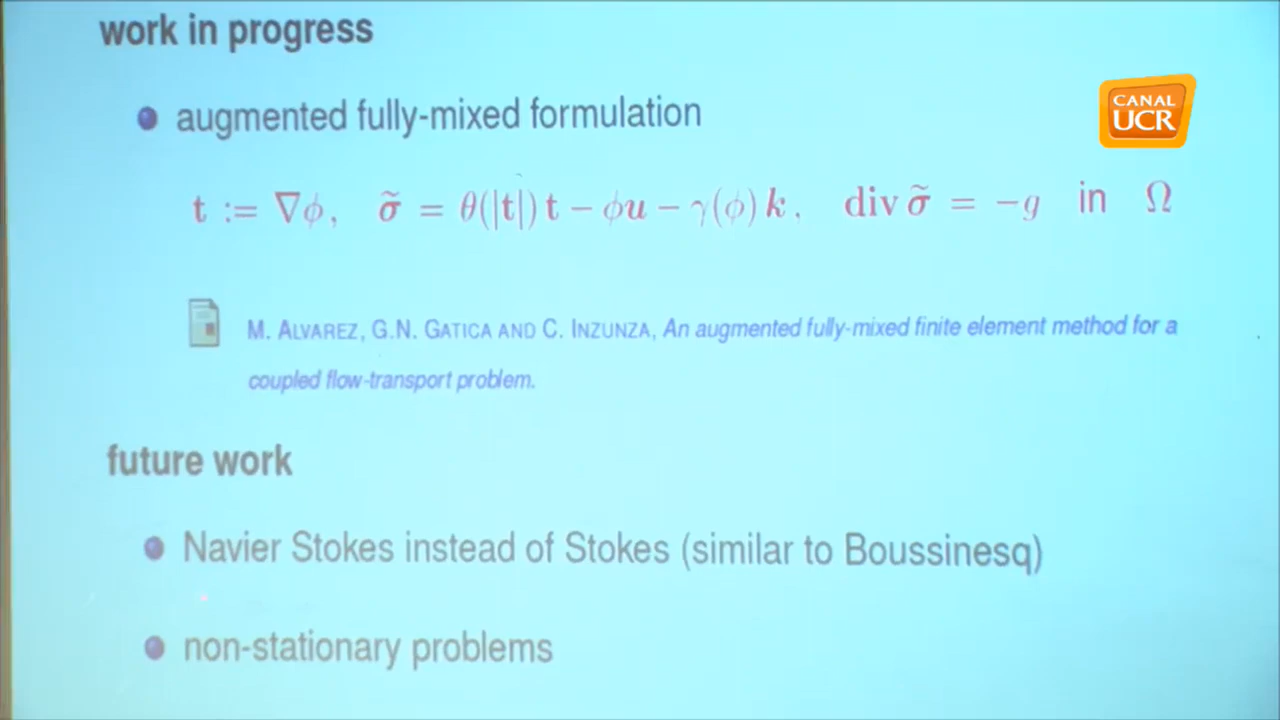 work in progress
augmented fully-mixed formulation
CANAL
UCR
t := ∇ϕ, σ̃ = θ(|t|) t − ϕu − γ(ϕ) k, div σ̃ = −g in Ω
M. ALVAREZ, G.N. GATICA AND C. INZUNZA, An augmented fully-mixed finite element method for a
coupled flow-transport problem.
future work
Navier Stokes instead of Stokes (similar to Boussinesq)
non-stationary problems